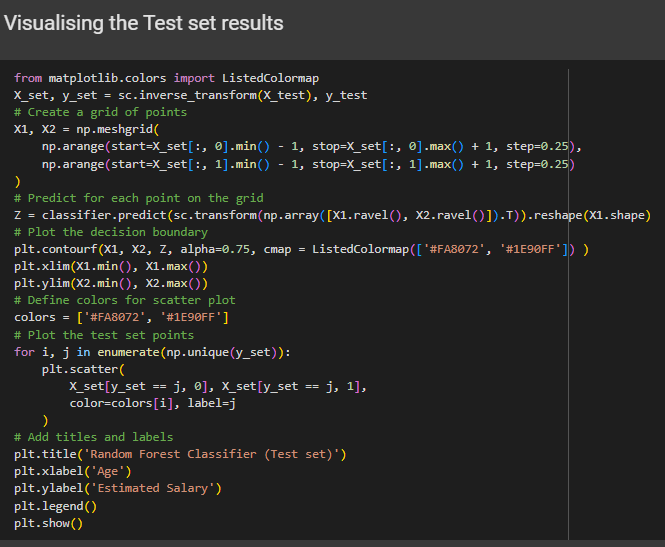 Visualising the Test set results
from matplotlib.colors import ListedColormap
X_set, y_set = sc.inverse_transform(X_test), y_test
# Create a grid of points
X1, X2 = np.meshgrid(
    np.arange(start=X_set[:, 0].min() - 1, stop=X_set[:, 0].max() + 1, step=0.25),
    np.arange(start=X_set[:, 1].min() - 1, stop=X_set[:, 1].max() + 1, step=0.25)
)
# Predict for each point on the grid
Z = classifier.predict(sc.transform(np.array([X1.ravel(), X2.ravel()]).T)).reshape(X1.shape)
# Plot the decision boundary
plt.contourf(X1, X2, Z, alpha=0.75, cmap = ListedColormap(['#FA8072', '#1E90FF']) )
plt.xlim(X1.min(), X1.max())
plt.ylim(X2.min(), X2.max())
# Define colors for scatter plot
colors = ['#FA8072', '#1E90FF']
# Plot the test set points
for i, j in enumerate(np.unique(y_set)):
    plt.scatter(
        X_set[y_set == j, 0], X_set[y_set == j, 1],
        color=colors[i], label=j
    )
# Add titles and labels
plt.title('Random Forest Classifier (Test set)')
plt.xlabel('Age')
plt.ylabel('Estimated Salary')
plt.legend()
plt.show()